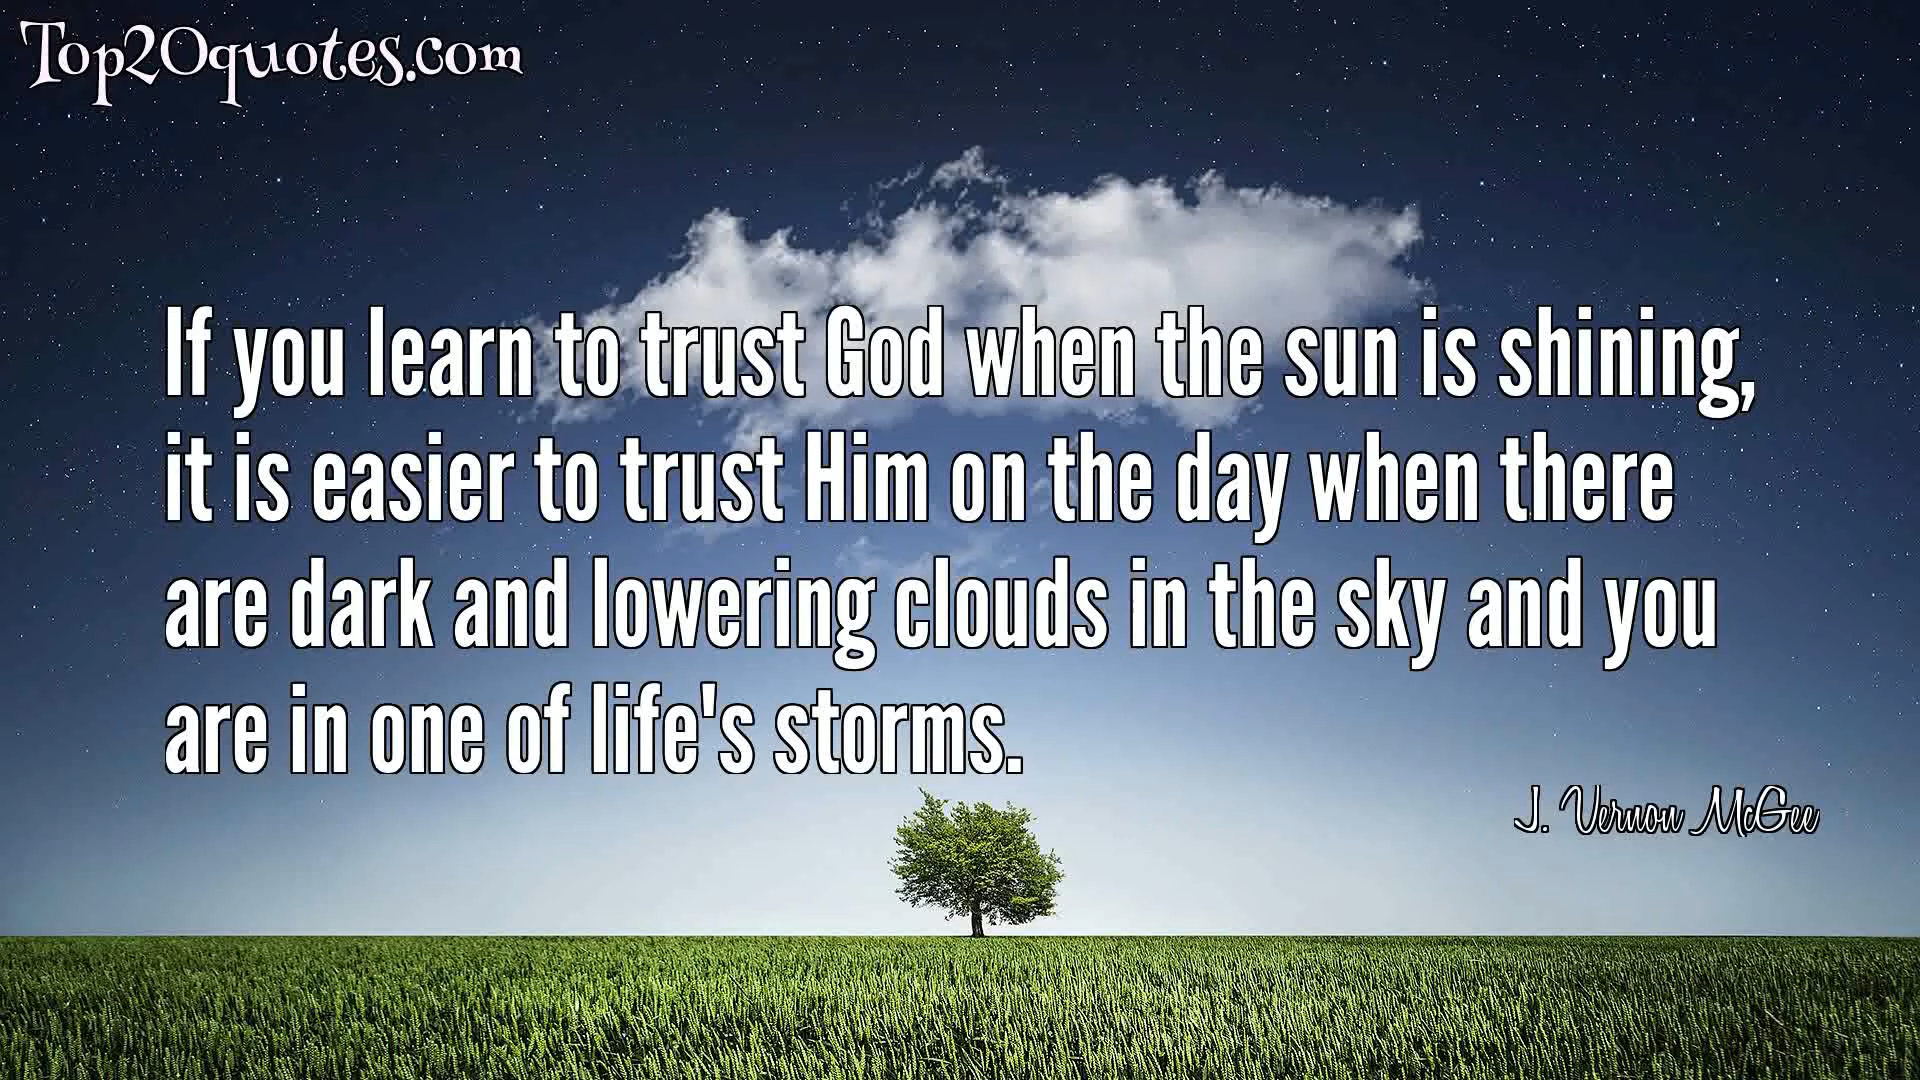 Top20quotes.com
If you learn to trust God when the sun is shining,
it is easier to trust Him on the day when there
are dark and lowering clouds in the sky and you
are in one of life's storms.
J. Vernon McGee